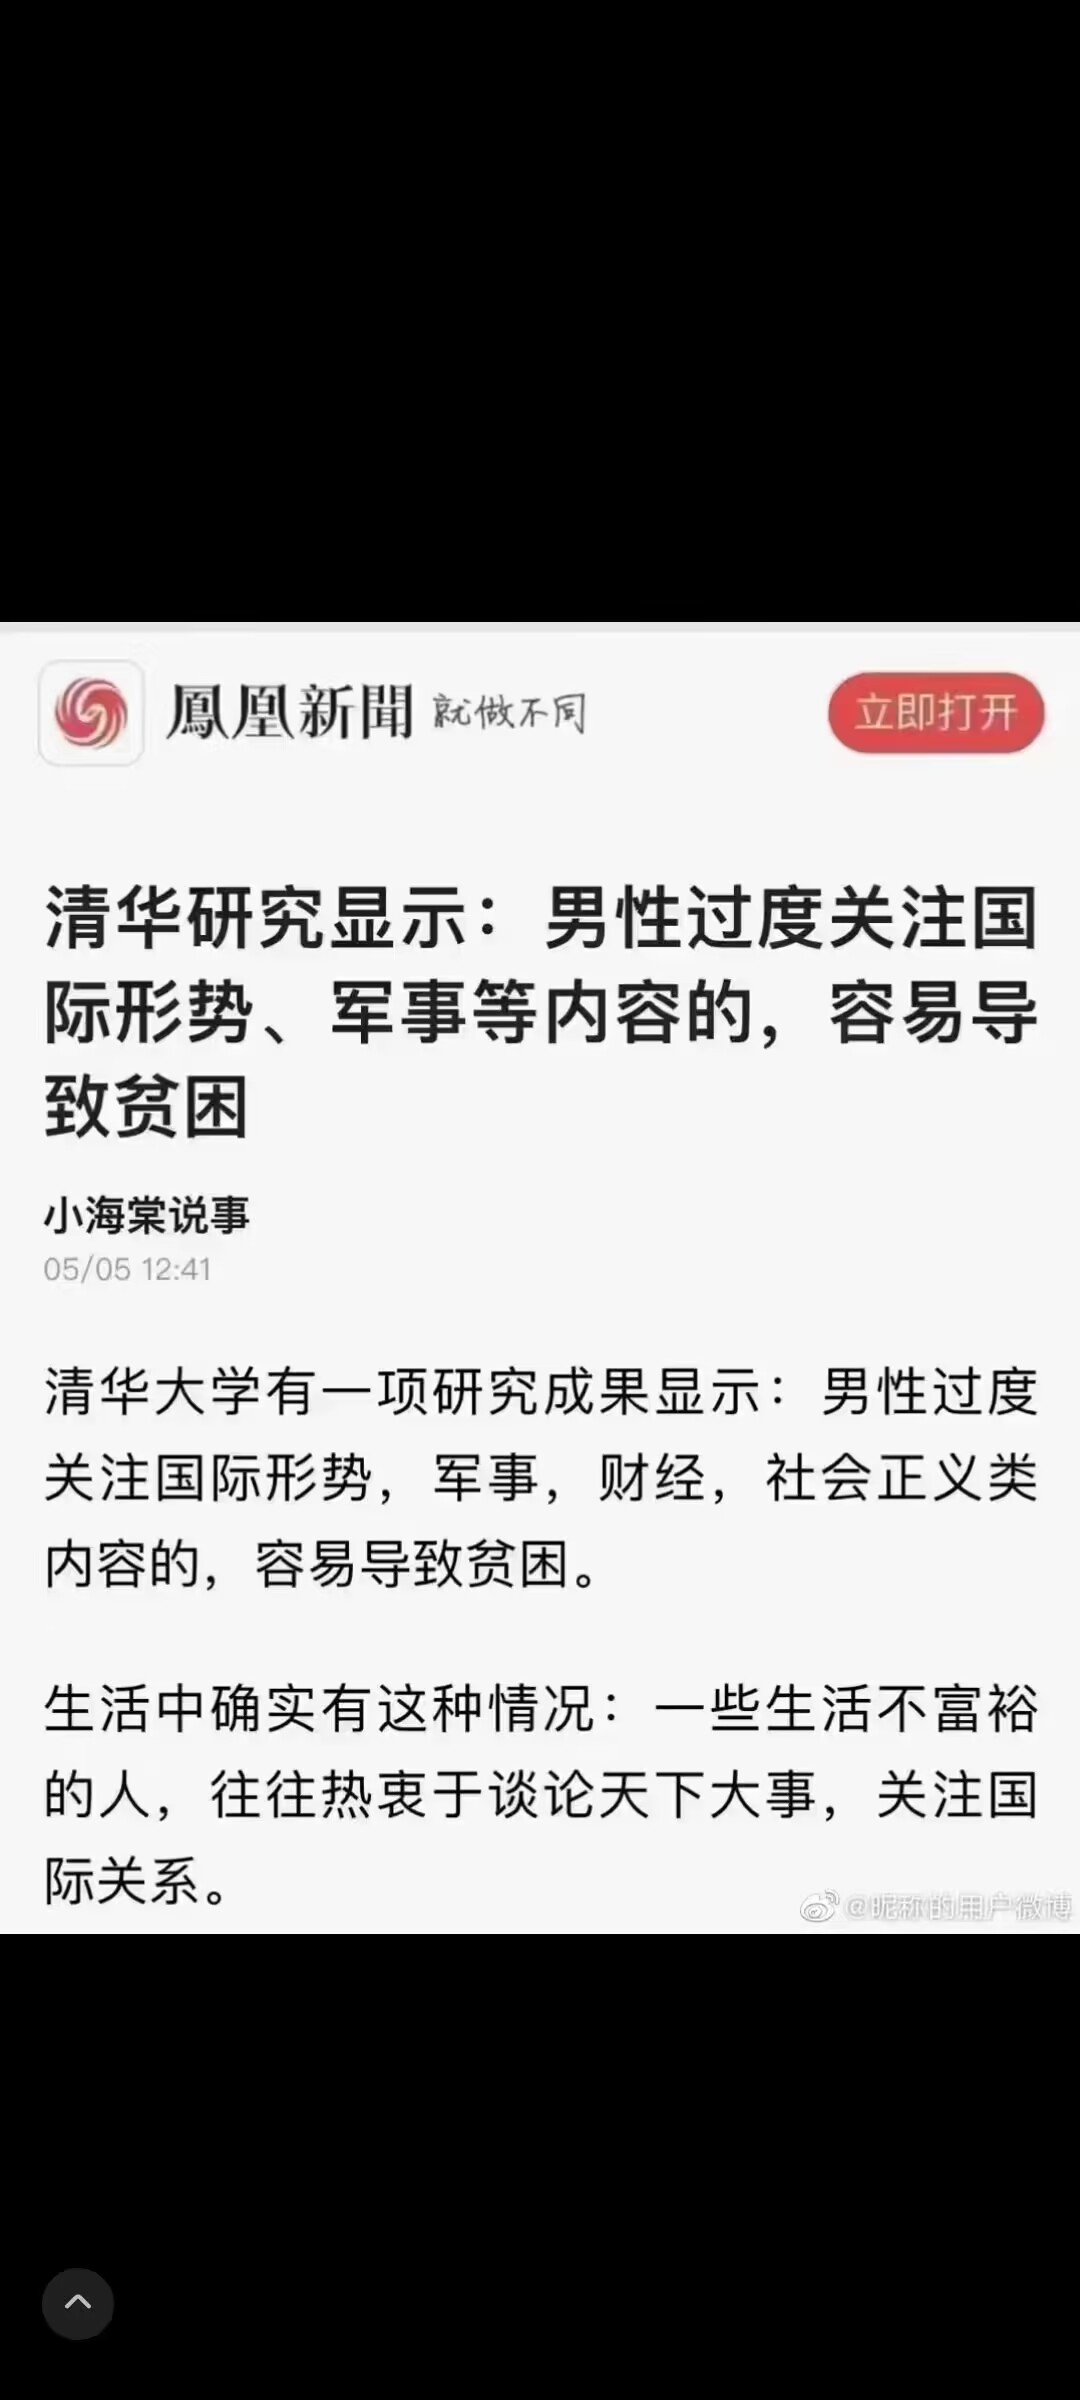 鳳凰新聞 就做不同 立即打开
清华研究显示：男性过度关注国
际形势、军事等内容的，容易导
致贫困
小海棠说事
05/05 12:41
清华大学有一项研究成果显示：男性过度
关注国际形势，军事，财经，社会正义类
内容的，容易导致贫困。
生活中确实有这种情况：一些生活不富裕
的人，往往热衷于谈论天下大事，关注国
际关系。
@昵称的用户微博